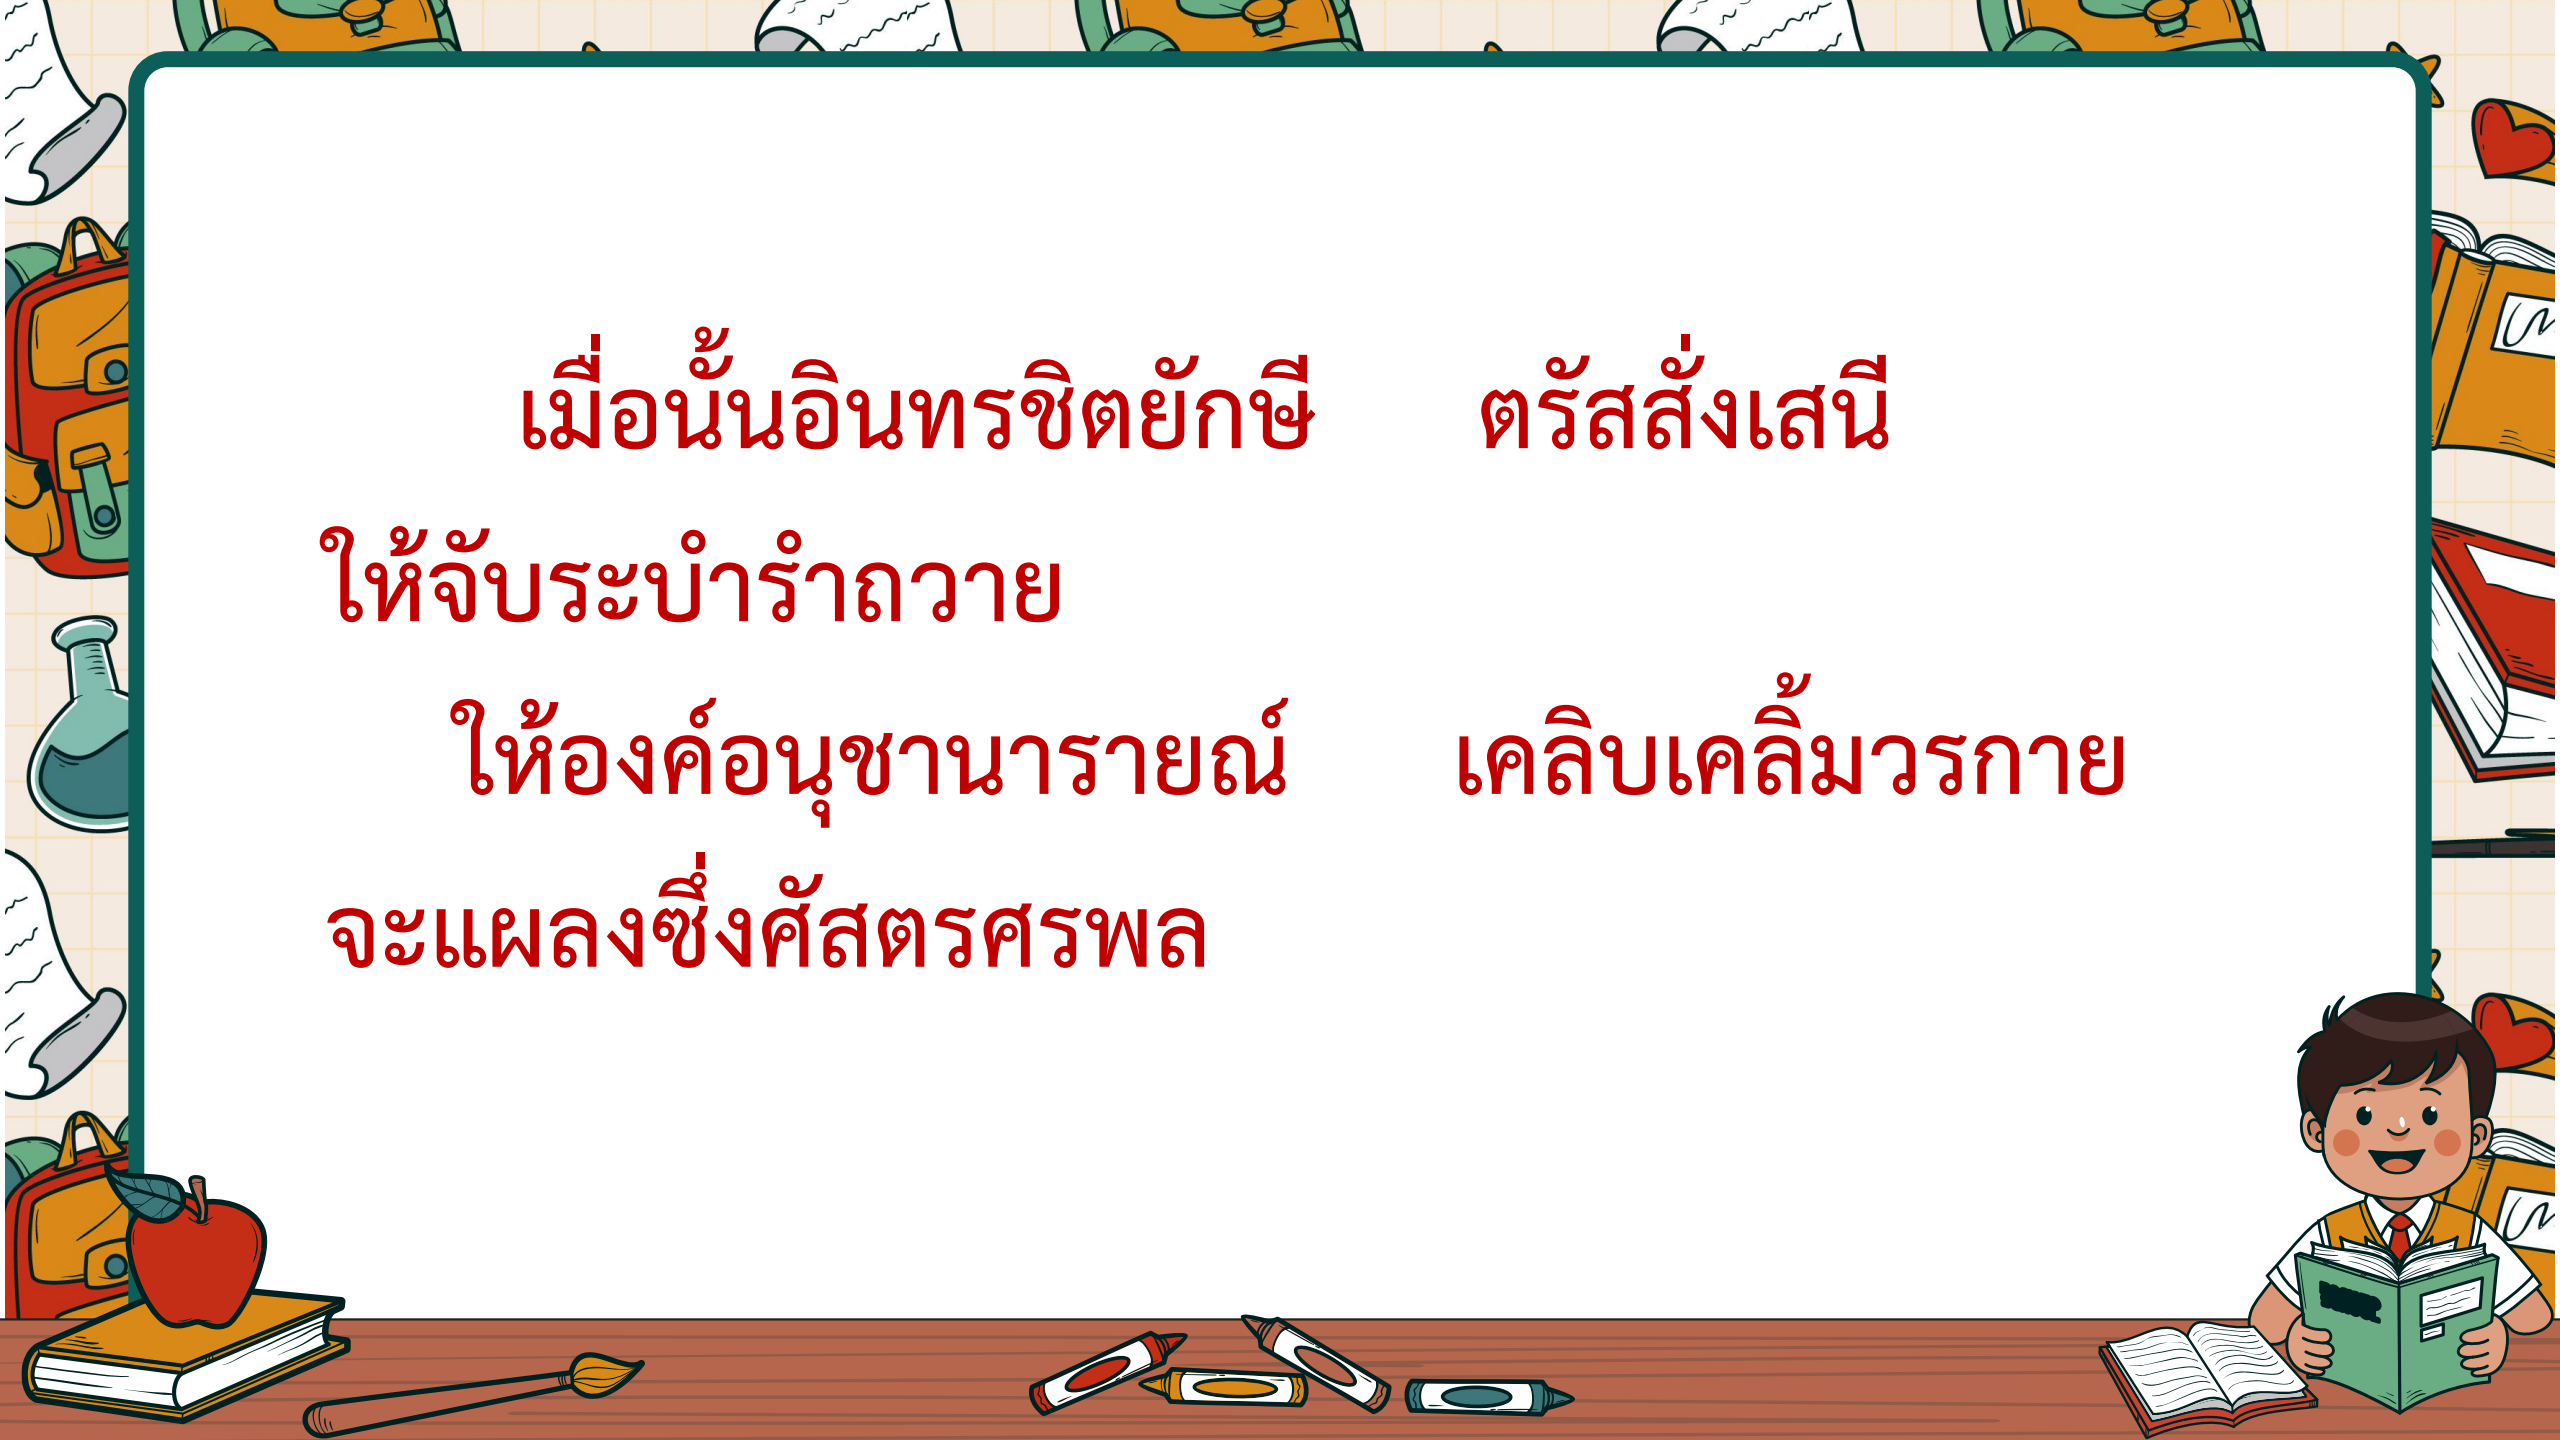 เมื่อนั้นอินทรชิตยักษี ตรัสสั่งเสนี
ให้จับระบำรำถวาย
ให้องค์อนุชานารายณ์ เคลิบเคลิ้มวรกาย
จะแผลงซึ่งศัสตรศรพล